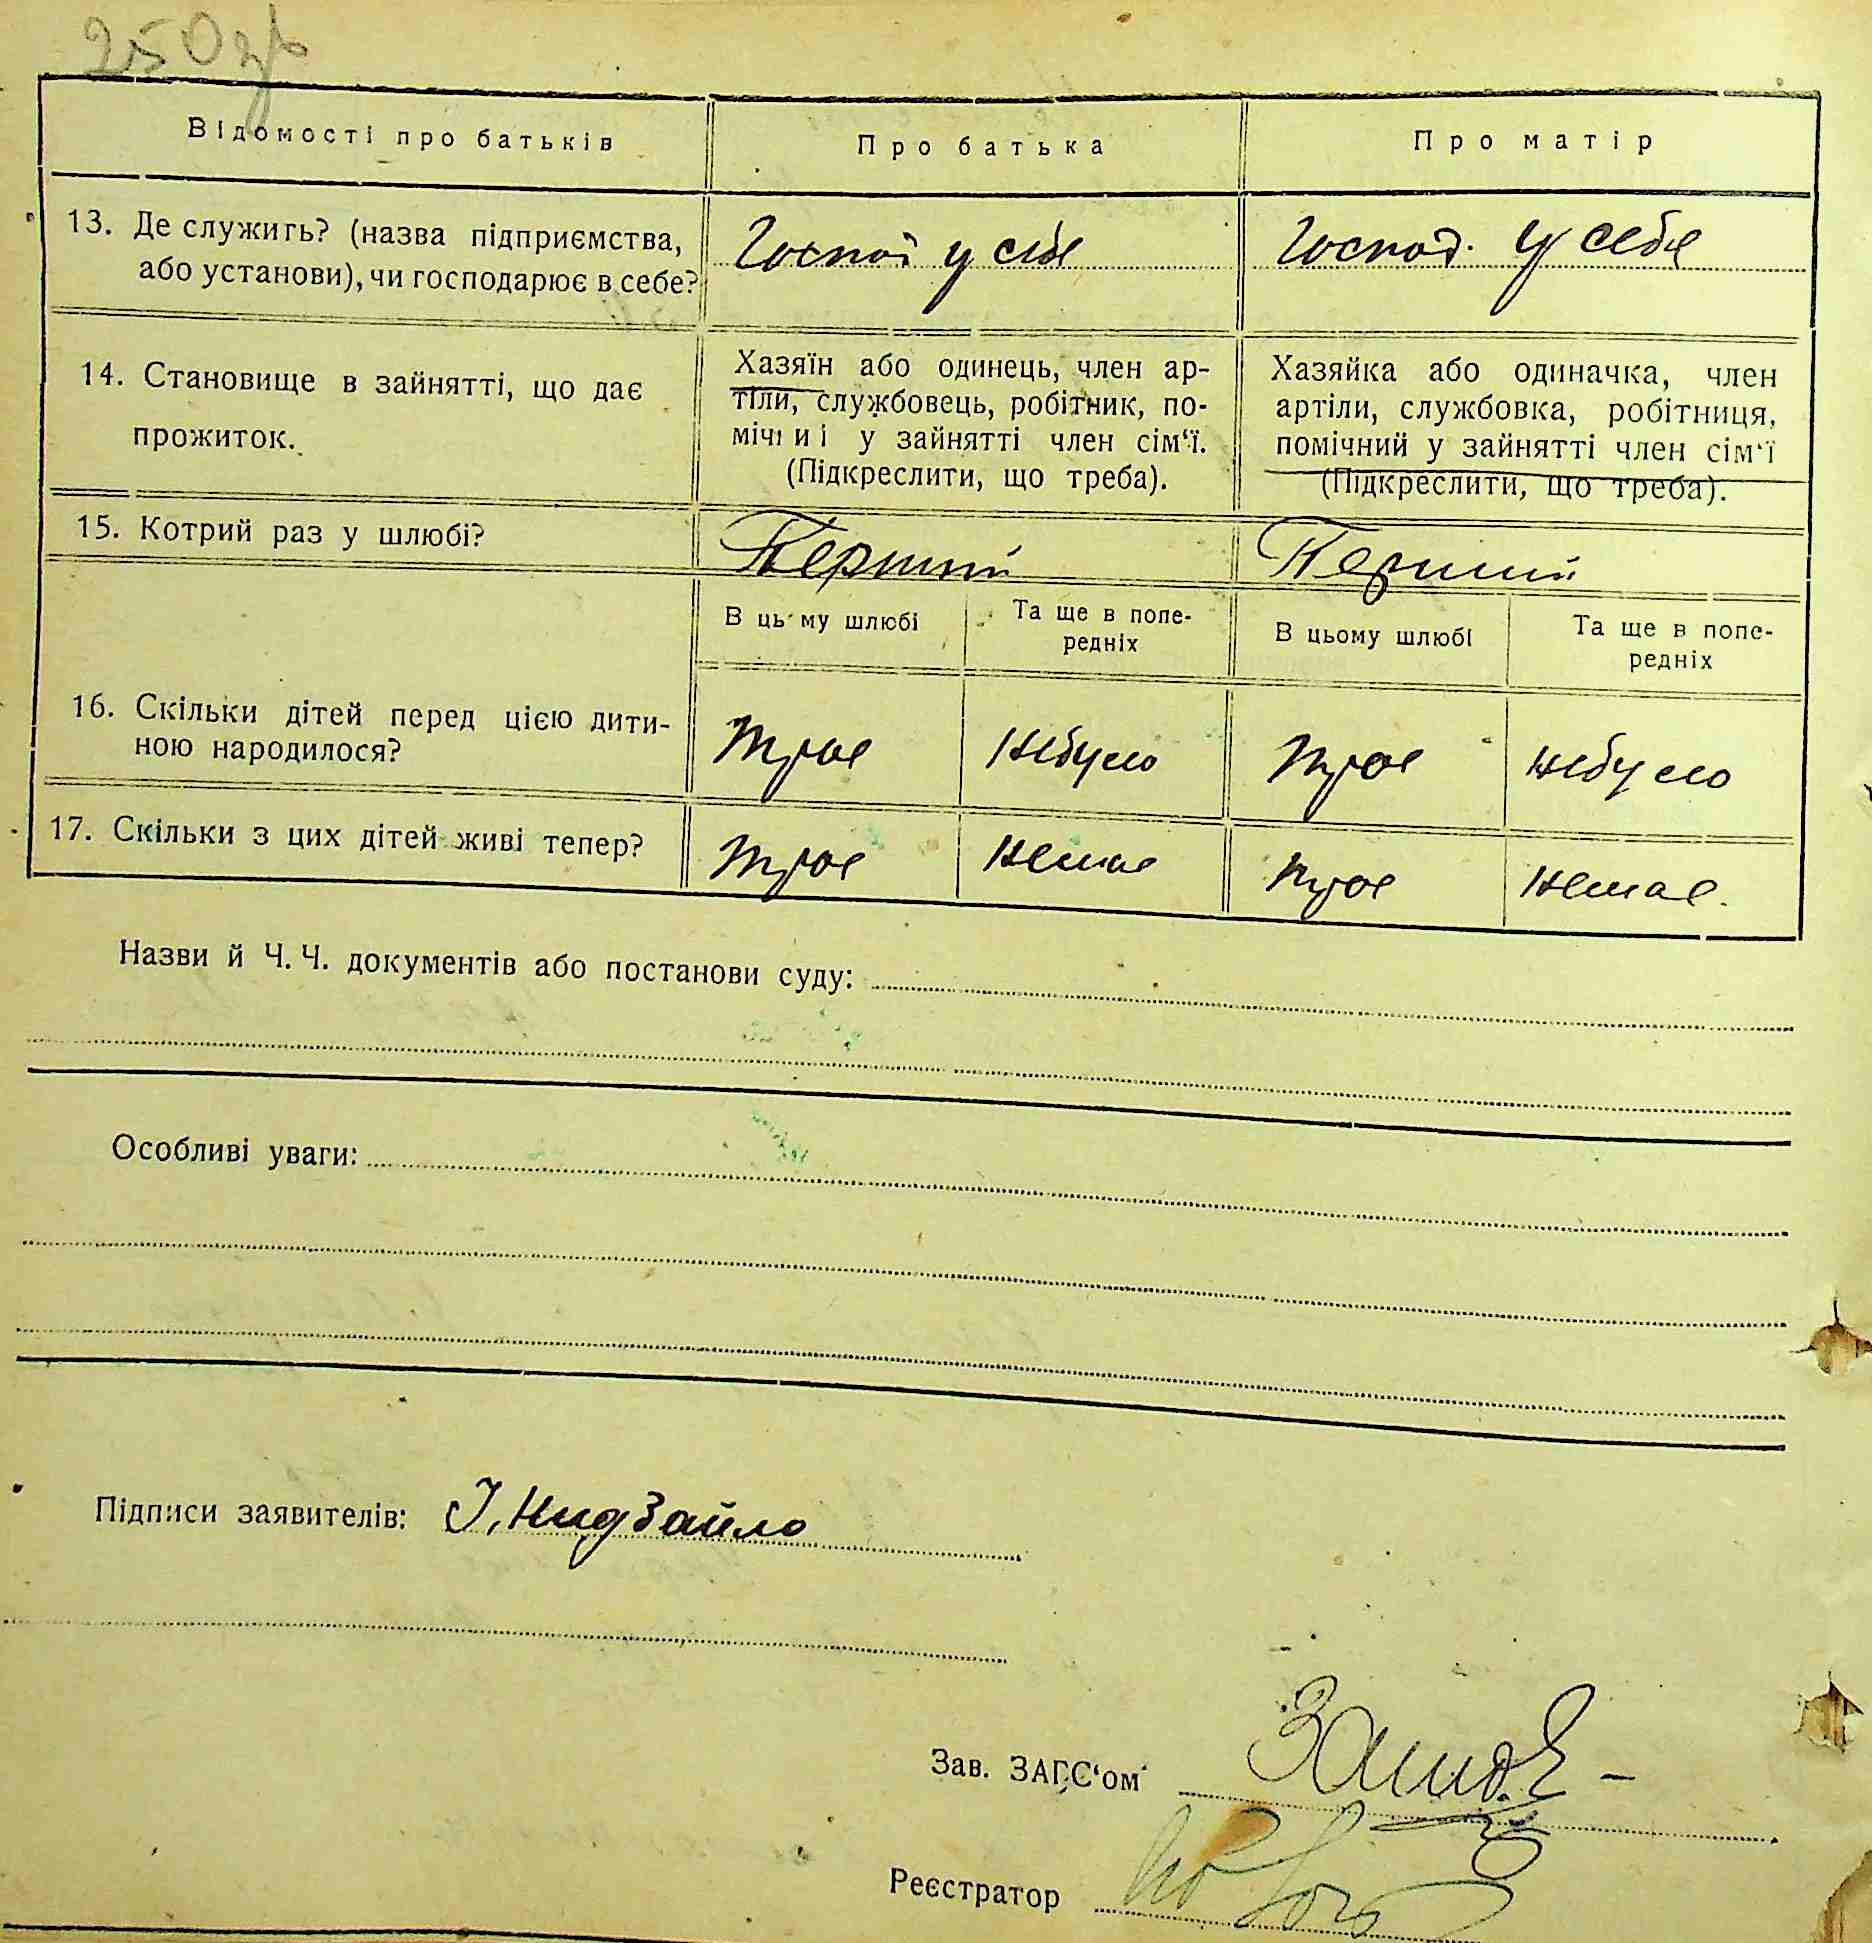 250 зр
Відомості про батьків Про батька Про матір
13. Де служить? (назва підприємства, або установи), чи господарює в себе?
Госпо у себе
Господ. у себе
14. Становище в зайнятті, що дає прожиток.
Хазяїн або одинець, член ар-
тіли, службовець, робітник, по-
мічн и і у зайнятті член сім‘ї.
(Підкреслити, що треба).
Хазяйка або одиначка, член
артіли, службовка, робітниця,
помічний у зайнятті член сім‘ї
(Підкреслити, що треба).
15. Котрий раз у шлюбі? Перший Перший
В цьому шлюбі
Та ще в попе-
редніх
В цьому шлюбі
Та ще в попе-
редніх
16. Скільки дітей перед цією дити-
ною народилося?
троє небуло троє небуло
17. Скільки з цих дітей живі тепер? троє немає троє немає.
Назви й Ч. Ч. документів або постанови суду:
Особливі уваги:
Підписи заявителів: І, Нидзайло
Зав. ЗАГС‘ом
Реєстратор